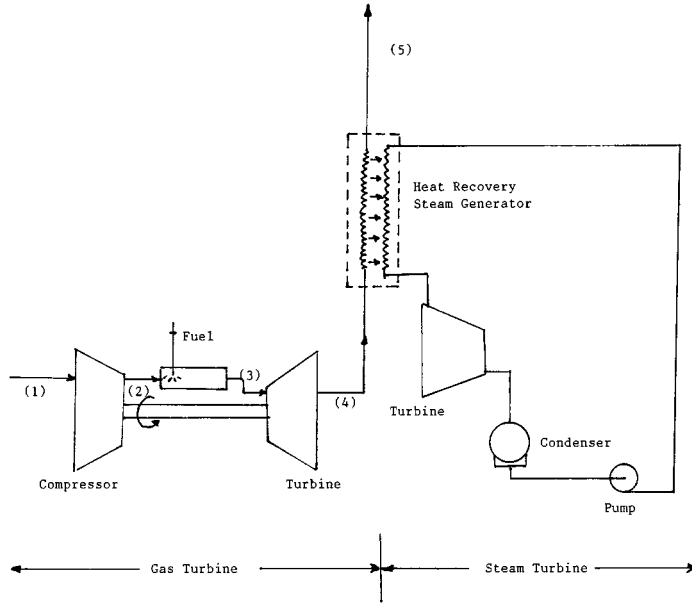 (5)
Heat Recovery
Steam Generator
Fuel
(1)
(2)
(3)
(4)
Turbine
Condenser
Compressor
Turbine
Pump
Gas Turbine
Steam Turbine